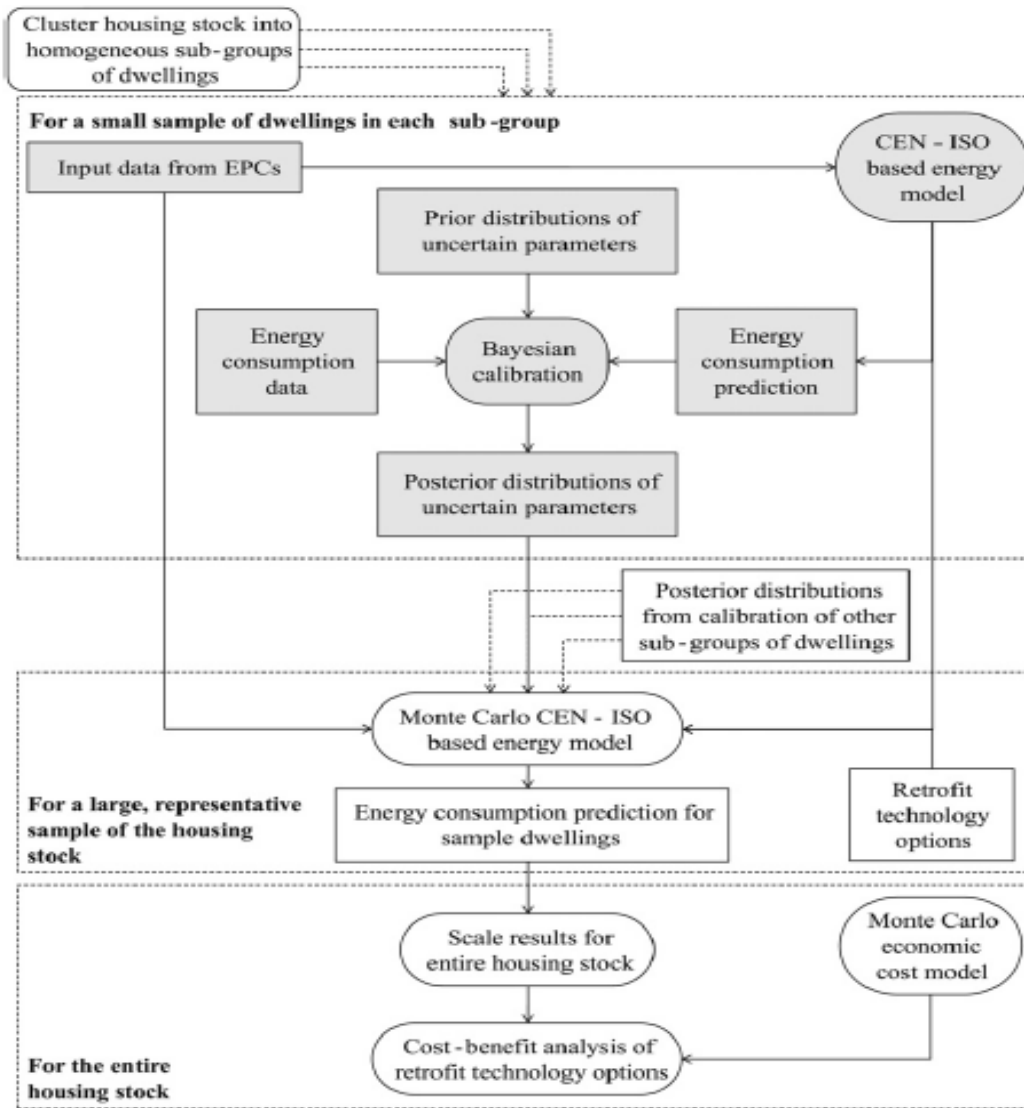 Cluster housing stock into
homogeneous sub-groups
of dwellings
For a small sample of dwellings in each sub-group
Input data from EPCs
CEN - ISO
based energy
model
Prior distributions of
uncertain parameters
Energy
consumption
data
Bayesian
calibration
Energy
consumption
prediction
Posterior distributions of
uncertain parameters
Posterior distributions
from calibration of other
sub-groups of dwellings
Monte Carlo CEN - ISO
based energy model
For a large, representative
sample of the housing
stock
Energy consumption prediction for
sample dwellings
Retrofit
technology
options
Scale results for
entire housing stock
Monte Carlo
economic
cost model
Cost-benefit analysis of
retrofit technology options
For the entire
housing stock